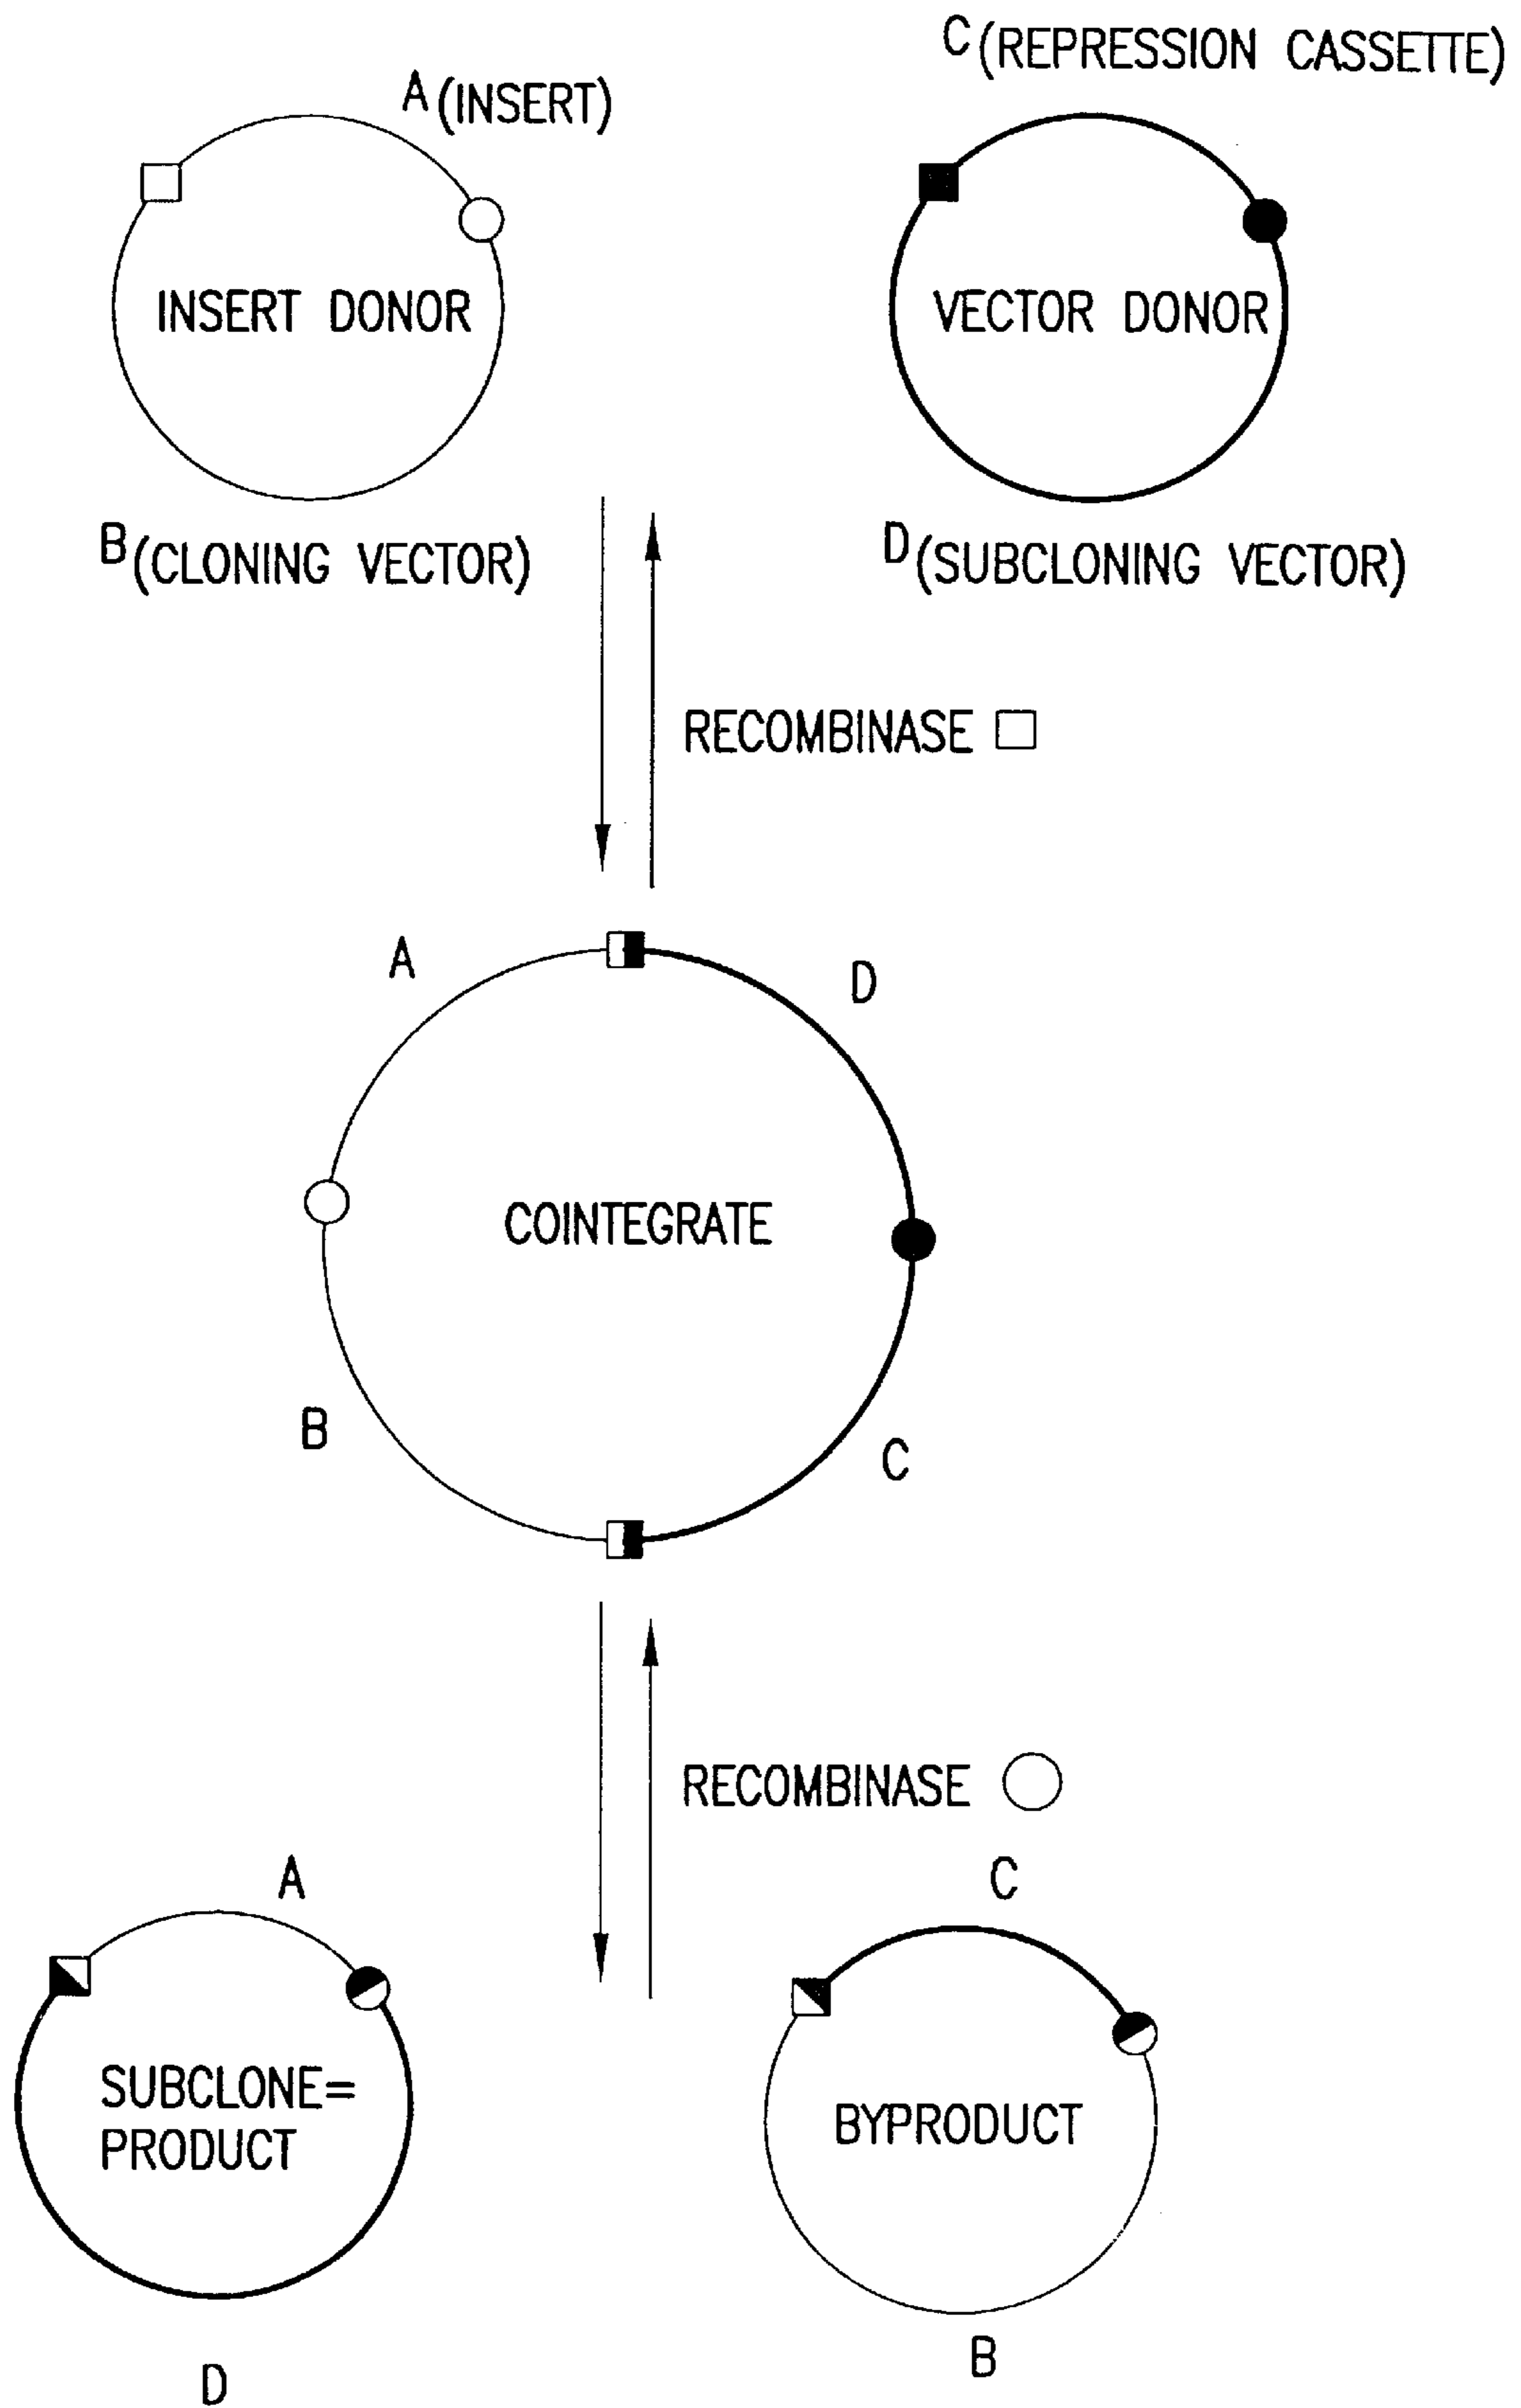 A (INSERT)
C (REPRESSION CASSETTE)
INSERT DONOR
VECTOR DONOR
B (CLONING VECTOR)
D (SUBCLONING VECTOR)
RECOMBINASE
A
D
COINTEGRATE
B
C
RECOMBINASE
A
C
SUBCLONE=
PRODUCT
BYPRODUCT
D
B